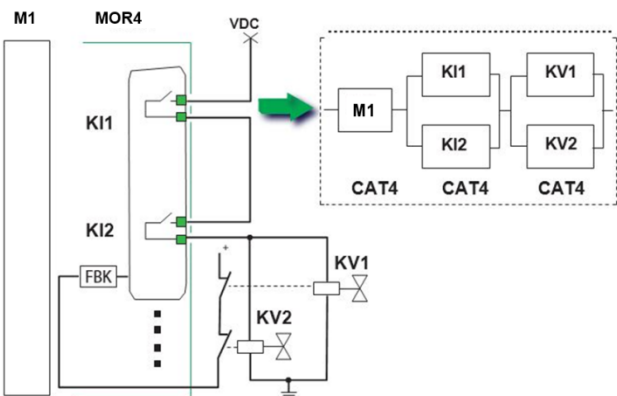 M1
MOR4
VDC
KI1
KI2
FBK
+
KV1
KV2
M1
KI1
KI2
KV1
KV2
CAT4
CAT4
CAT4